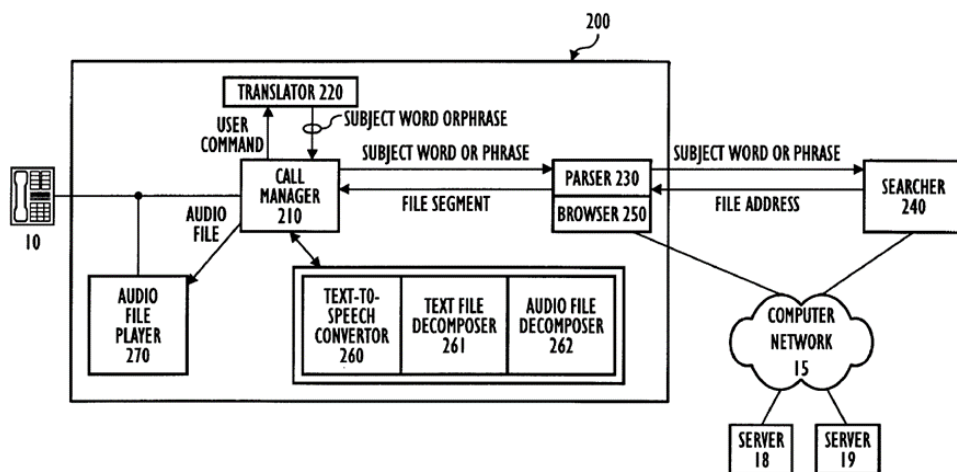 200
TRANSLATOR 220
USER
COMMAND
SUBJECT WORD ORPHRASE
SUBJECT WORD OR PHRASE
SUBJECT WORD OR PHRASE
CALL
MANAGER
210
PARSER 230
BROWSER 250
SEARCHER
240
FILE SEGMENT
FILE ADDRESS
10
AUDIO
FILE
AUDIO
FILE
PLAYER
270
TEXT-TO-
SPEECH
CONVERTOR
260
TEXT FILE
DECOMPOSER
261
AUDIO FILE
DECOMPOSER
262
COMPUTER
NETWORK
15
SERVER
18
SERVER
19